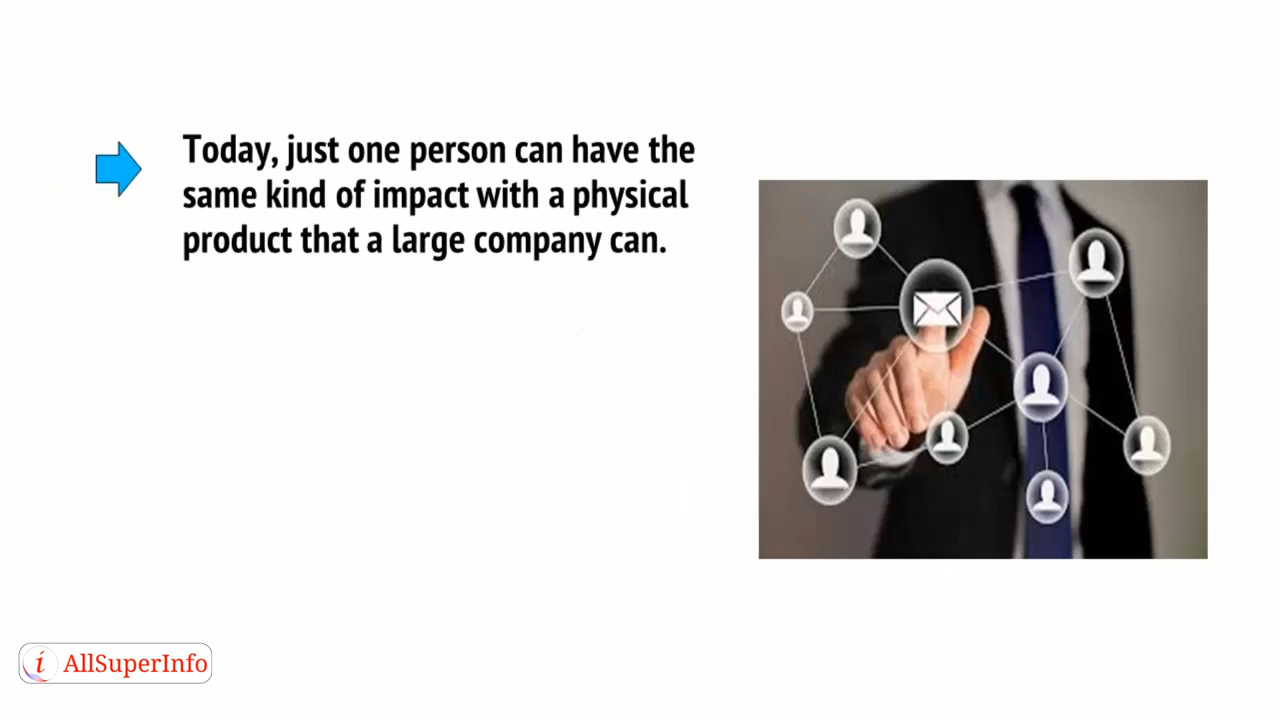 Today, just one person can have the
same kind of impact with a physical
product that a large company can.
i AllSuperInfo